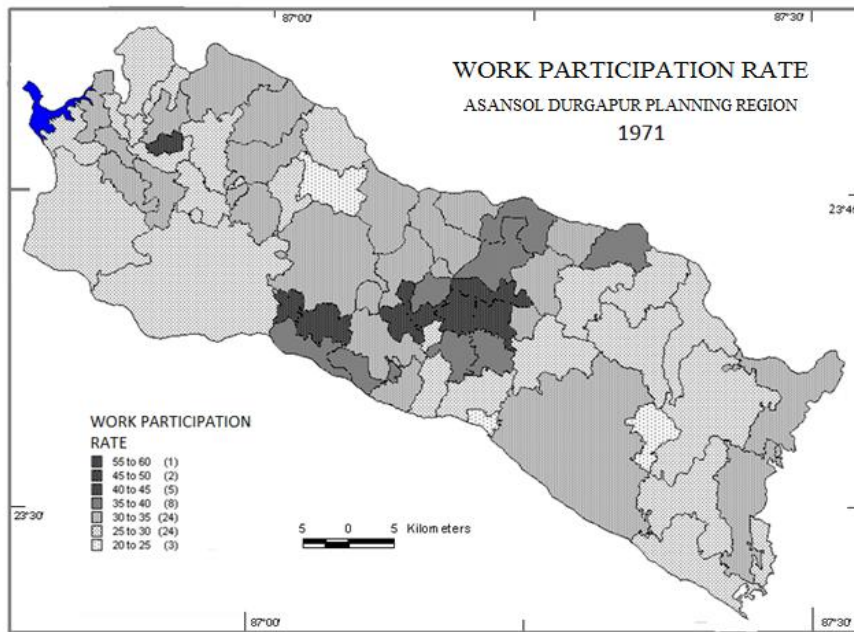 87°00'
87°30'
WORK PARTICIPATION RATE
ASANSOL DURGAPUR PLANNING REGION
1971
WORK PARTICIPATION
RATE
55 to 60 (1)
45 to 50 (2)
40 to 45 (5)
35 to 40 (8)
30 to 35 (24)
25 to 30 (24)
20 to 25 (3)
23°30'
5 0 5 Kilometers
87°00'
87°30'